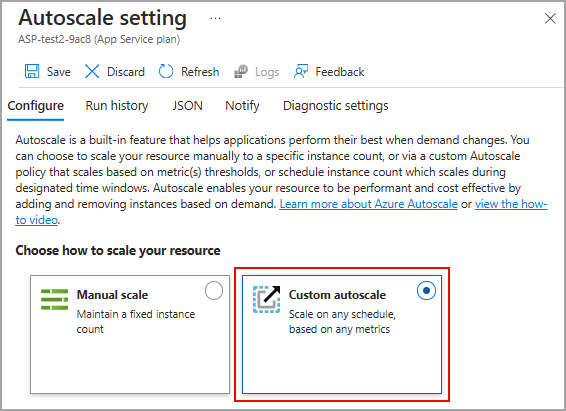 Autoscale setting ...
ASP-test2-9ac8 (App Service plan)
Save Discard Refresh Logs Feedback
Configure Run history JSON Notify Diagnostic settings
Autoscale is a built-in feature that helps applications perform their best when demand changes. You
can choose to scale your resource manually to a specific instance count, or via a custom Autoscale
policy that scales based on metric(s) thresholds, or schedule instance count which scales during
designated time windows. Autoscale enables your resource to be performant and cost effective by
adding and removing instances based on demand. Learn more about Azure Autoscale or view the how-
to video.
Choose how to scale your resource
Manual scale
Maintain a fixed instance
count
Custom autoscale
Scale on any schedule,
based on any metrics